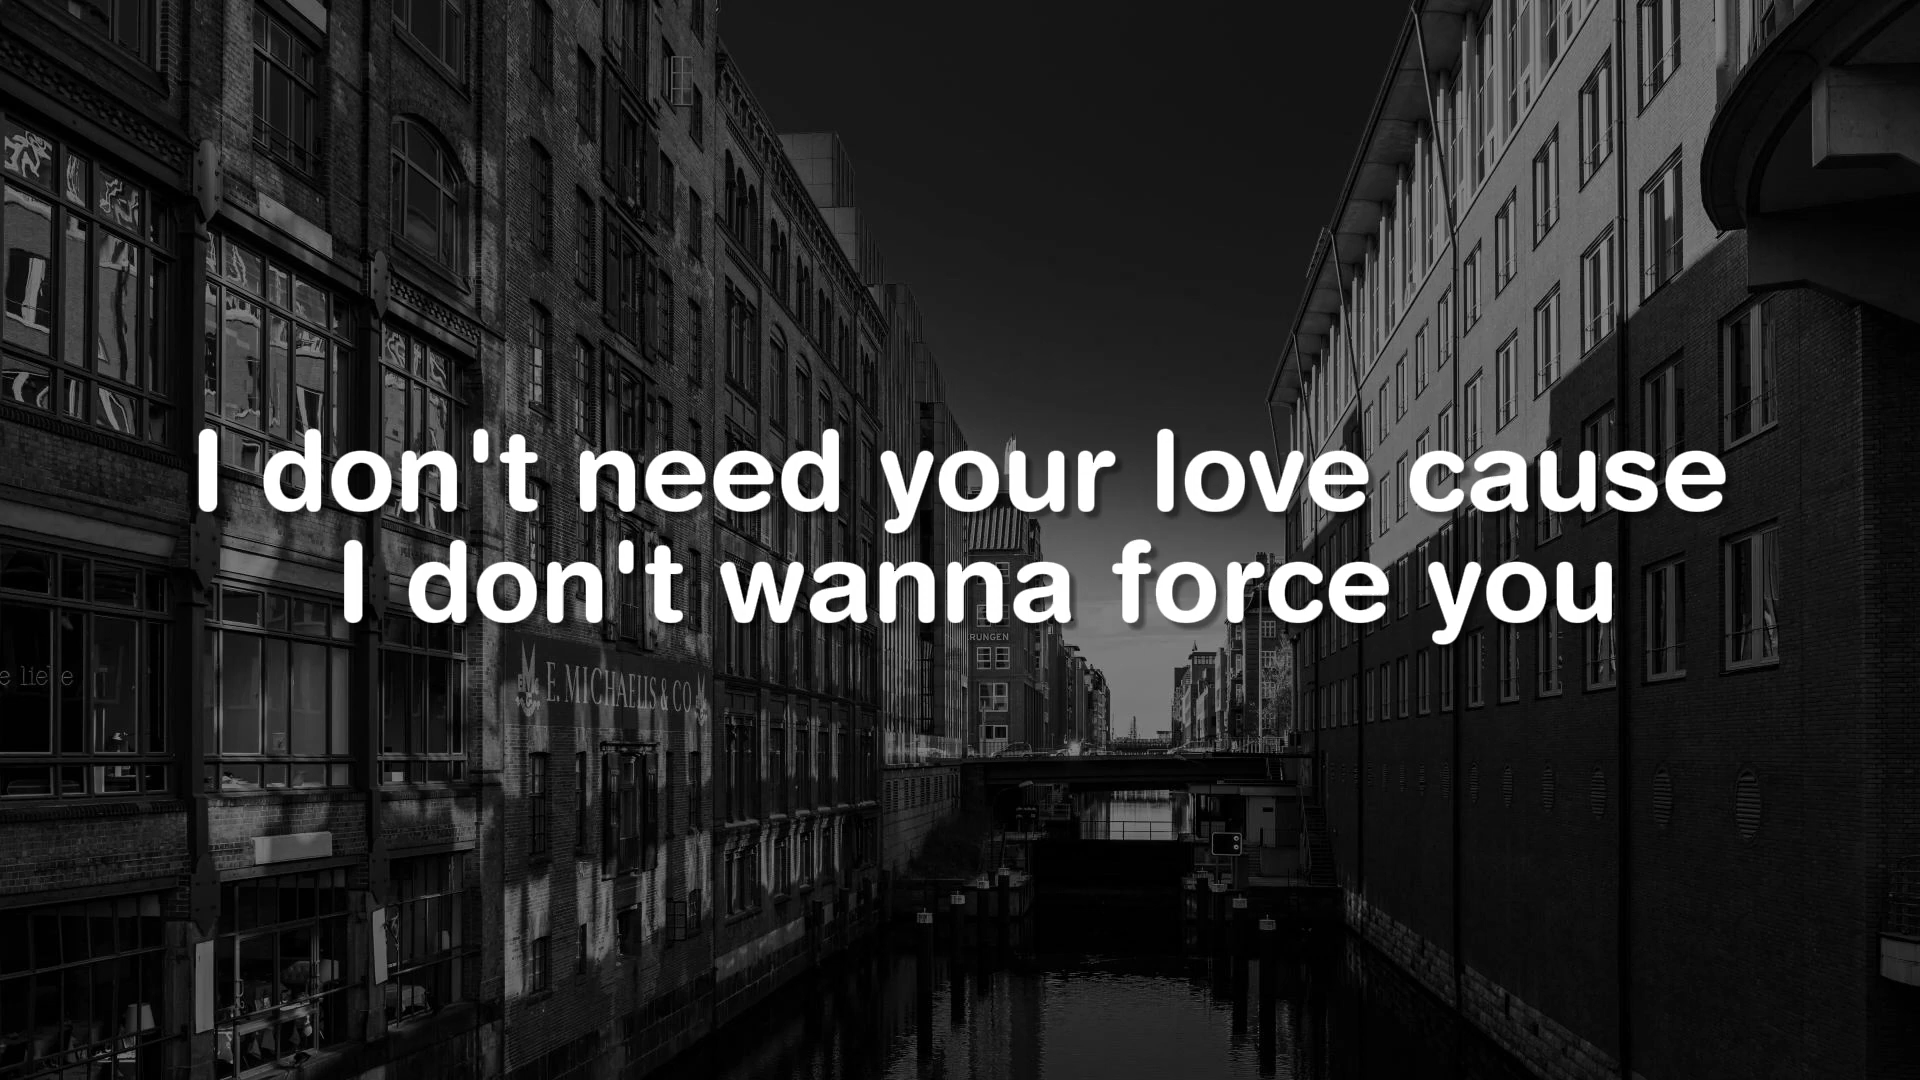 I don't need your love cause
I don't wanna force you
RUNGEN
E. MICHAELIS & CO
e liebe